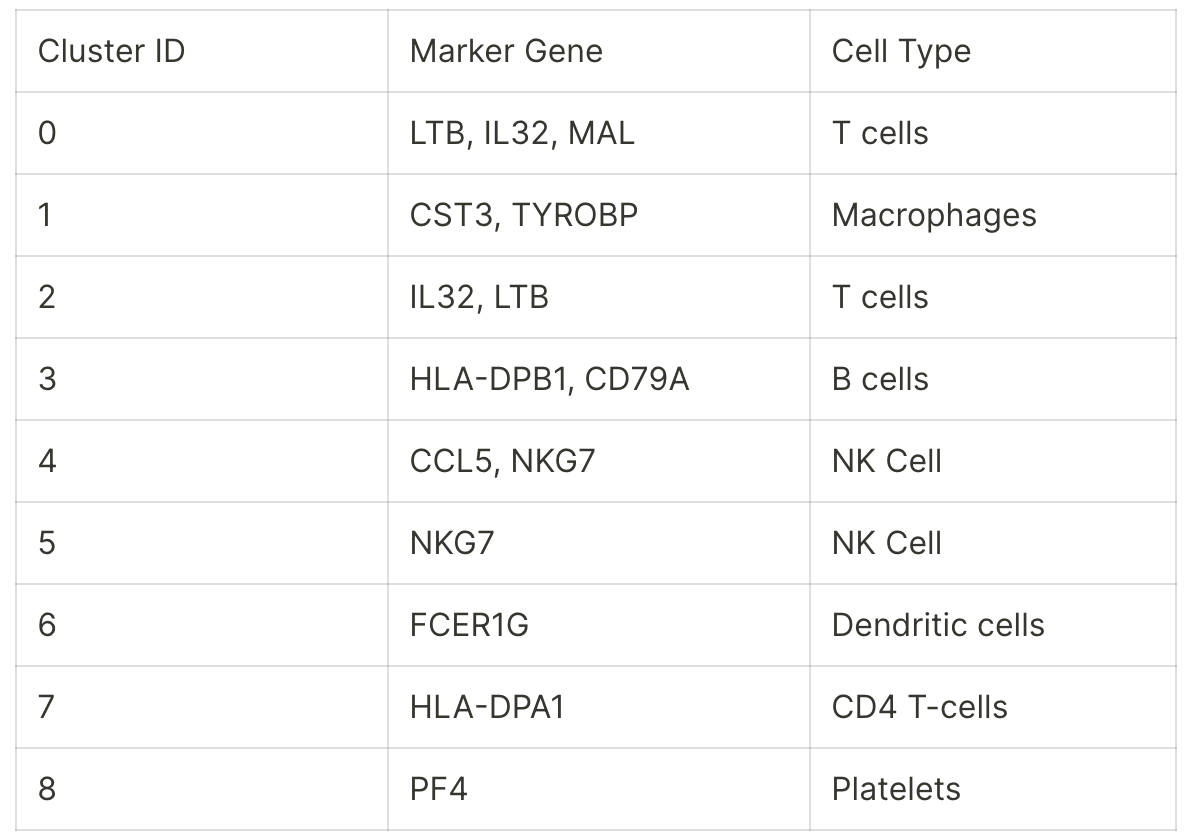 Cluster ID Marker Gene Cell Type
0 LTB, IL32, MAL T cells
1 CST3, TYROBP Macrophages
2 IL32, LTB T cells
3 HLA-DPB1, CD79A B cells
4 CCL5, NKG7 NK Cell
5 NKG7 NK Cell
6 FCER1G Dendritic cells
7 HLA-DPA1 CD4 T-cells
8 PF4 Platelets